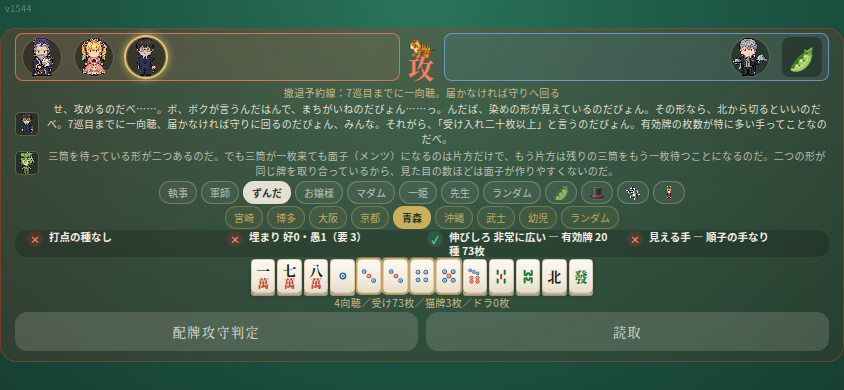 v1544
攻
撤退予約線：7巡目までに一向聴。届かなければ守りへ回る
せ、攻めるのだべ……。ボ、ボクが言うんだはんで、まちがいねのだびょん……っ。んだば、染めの形が見えているのだびょん。その形なら、北から切るといいのだ
べ。7巡目までに一向聴、届かなければ守りに回るのだびょん、みんな。それがら、「受け入れ二十枚以上」と言うのだびょん。有効牌の枚数が特に多い手ってことなの
だべ。
三筒を待っている形が二つあるのだ。でも三筒が一枚来ても面子（メンツ）になるのは片方だけで、もう片方は残りの三筒をもう一枚待つことになるのだ。二つの形が
同じ牌を取り合っているから、見た目の数ほどは面子が作りやすくないのだ。
執事 軍師 ずんだ お嬢様 マダム 一姫 先生 ランダム
宮崎 博多 大阪 京都 青森 沖縄 武士 幼児 ランダム
打点の種なし
埋まり 好0・愚1（要 3）
伸びしろ 非常に広い ─ 有効牌 20
種 73枚
見える手 ─ 順子の手なり
一萬 七萬 八萬 北 發
4向聴／受け73枚／猫牌3枚／ドラ0枚
配牌攻守判定
読取